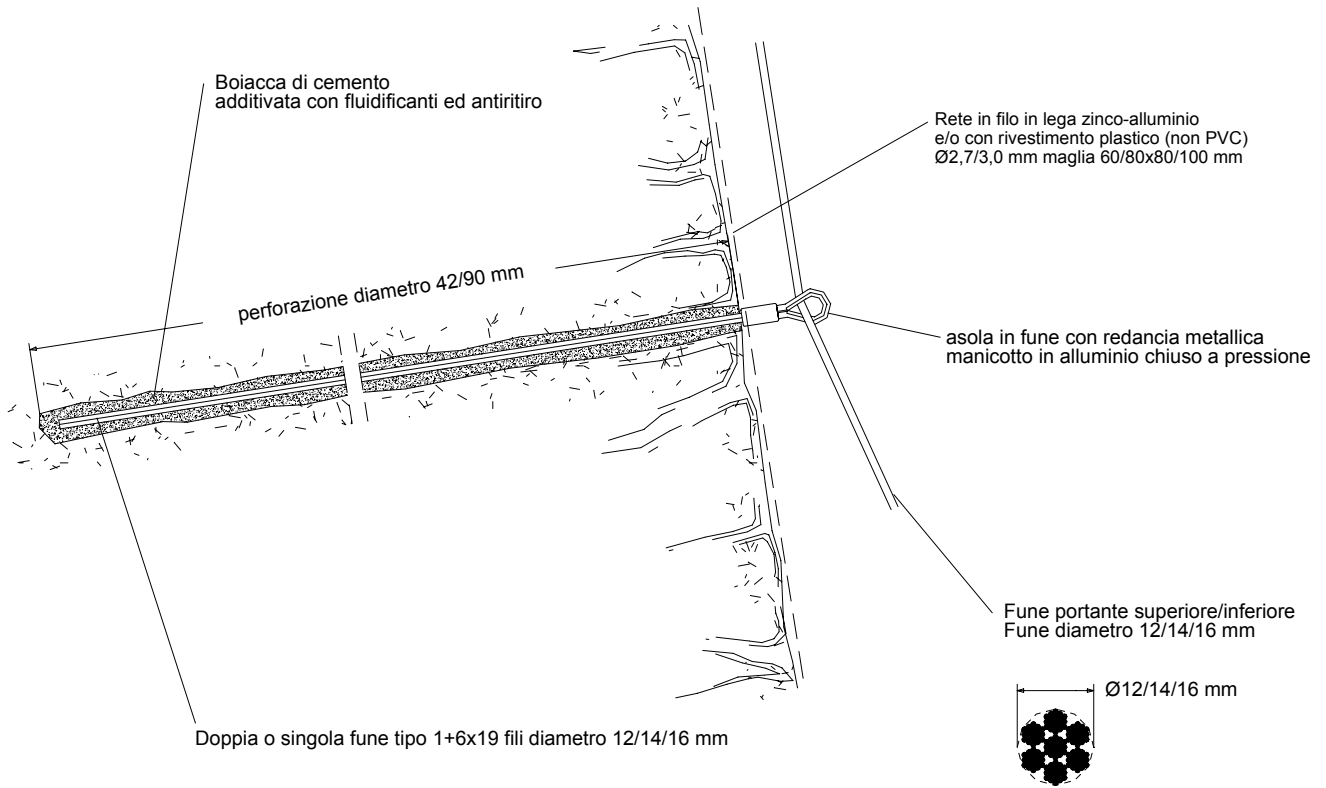 Boiacca di cemento
additivata con fluidificanti ed antiritiro
Rete in filo in lega zinco-alluminio
e/o con rivestimento plastico (non PVC)
Ø2,7/3,0 mm maglia 60/80x80/100 mm
perforazione diametro 42/90 mm
asola in fune con redancia metallica
manicotto in alluminio chiuso a pressione
Fune portante superiore/inferiore
Fune diametro 12/14/16 mm
Ø12/14/16 mm
Doppia o singola fune tipo 1+6x19 fili diametro 12/14/16 mm